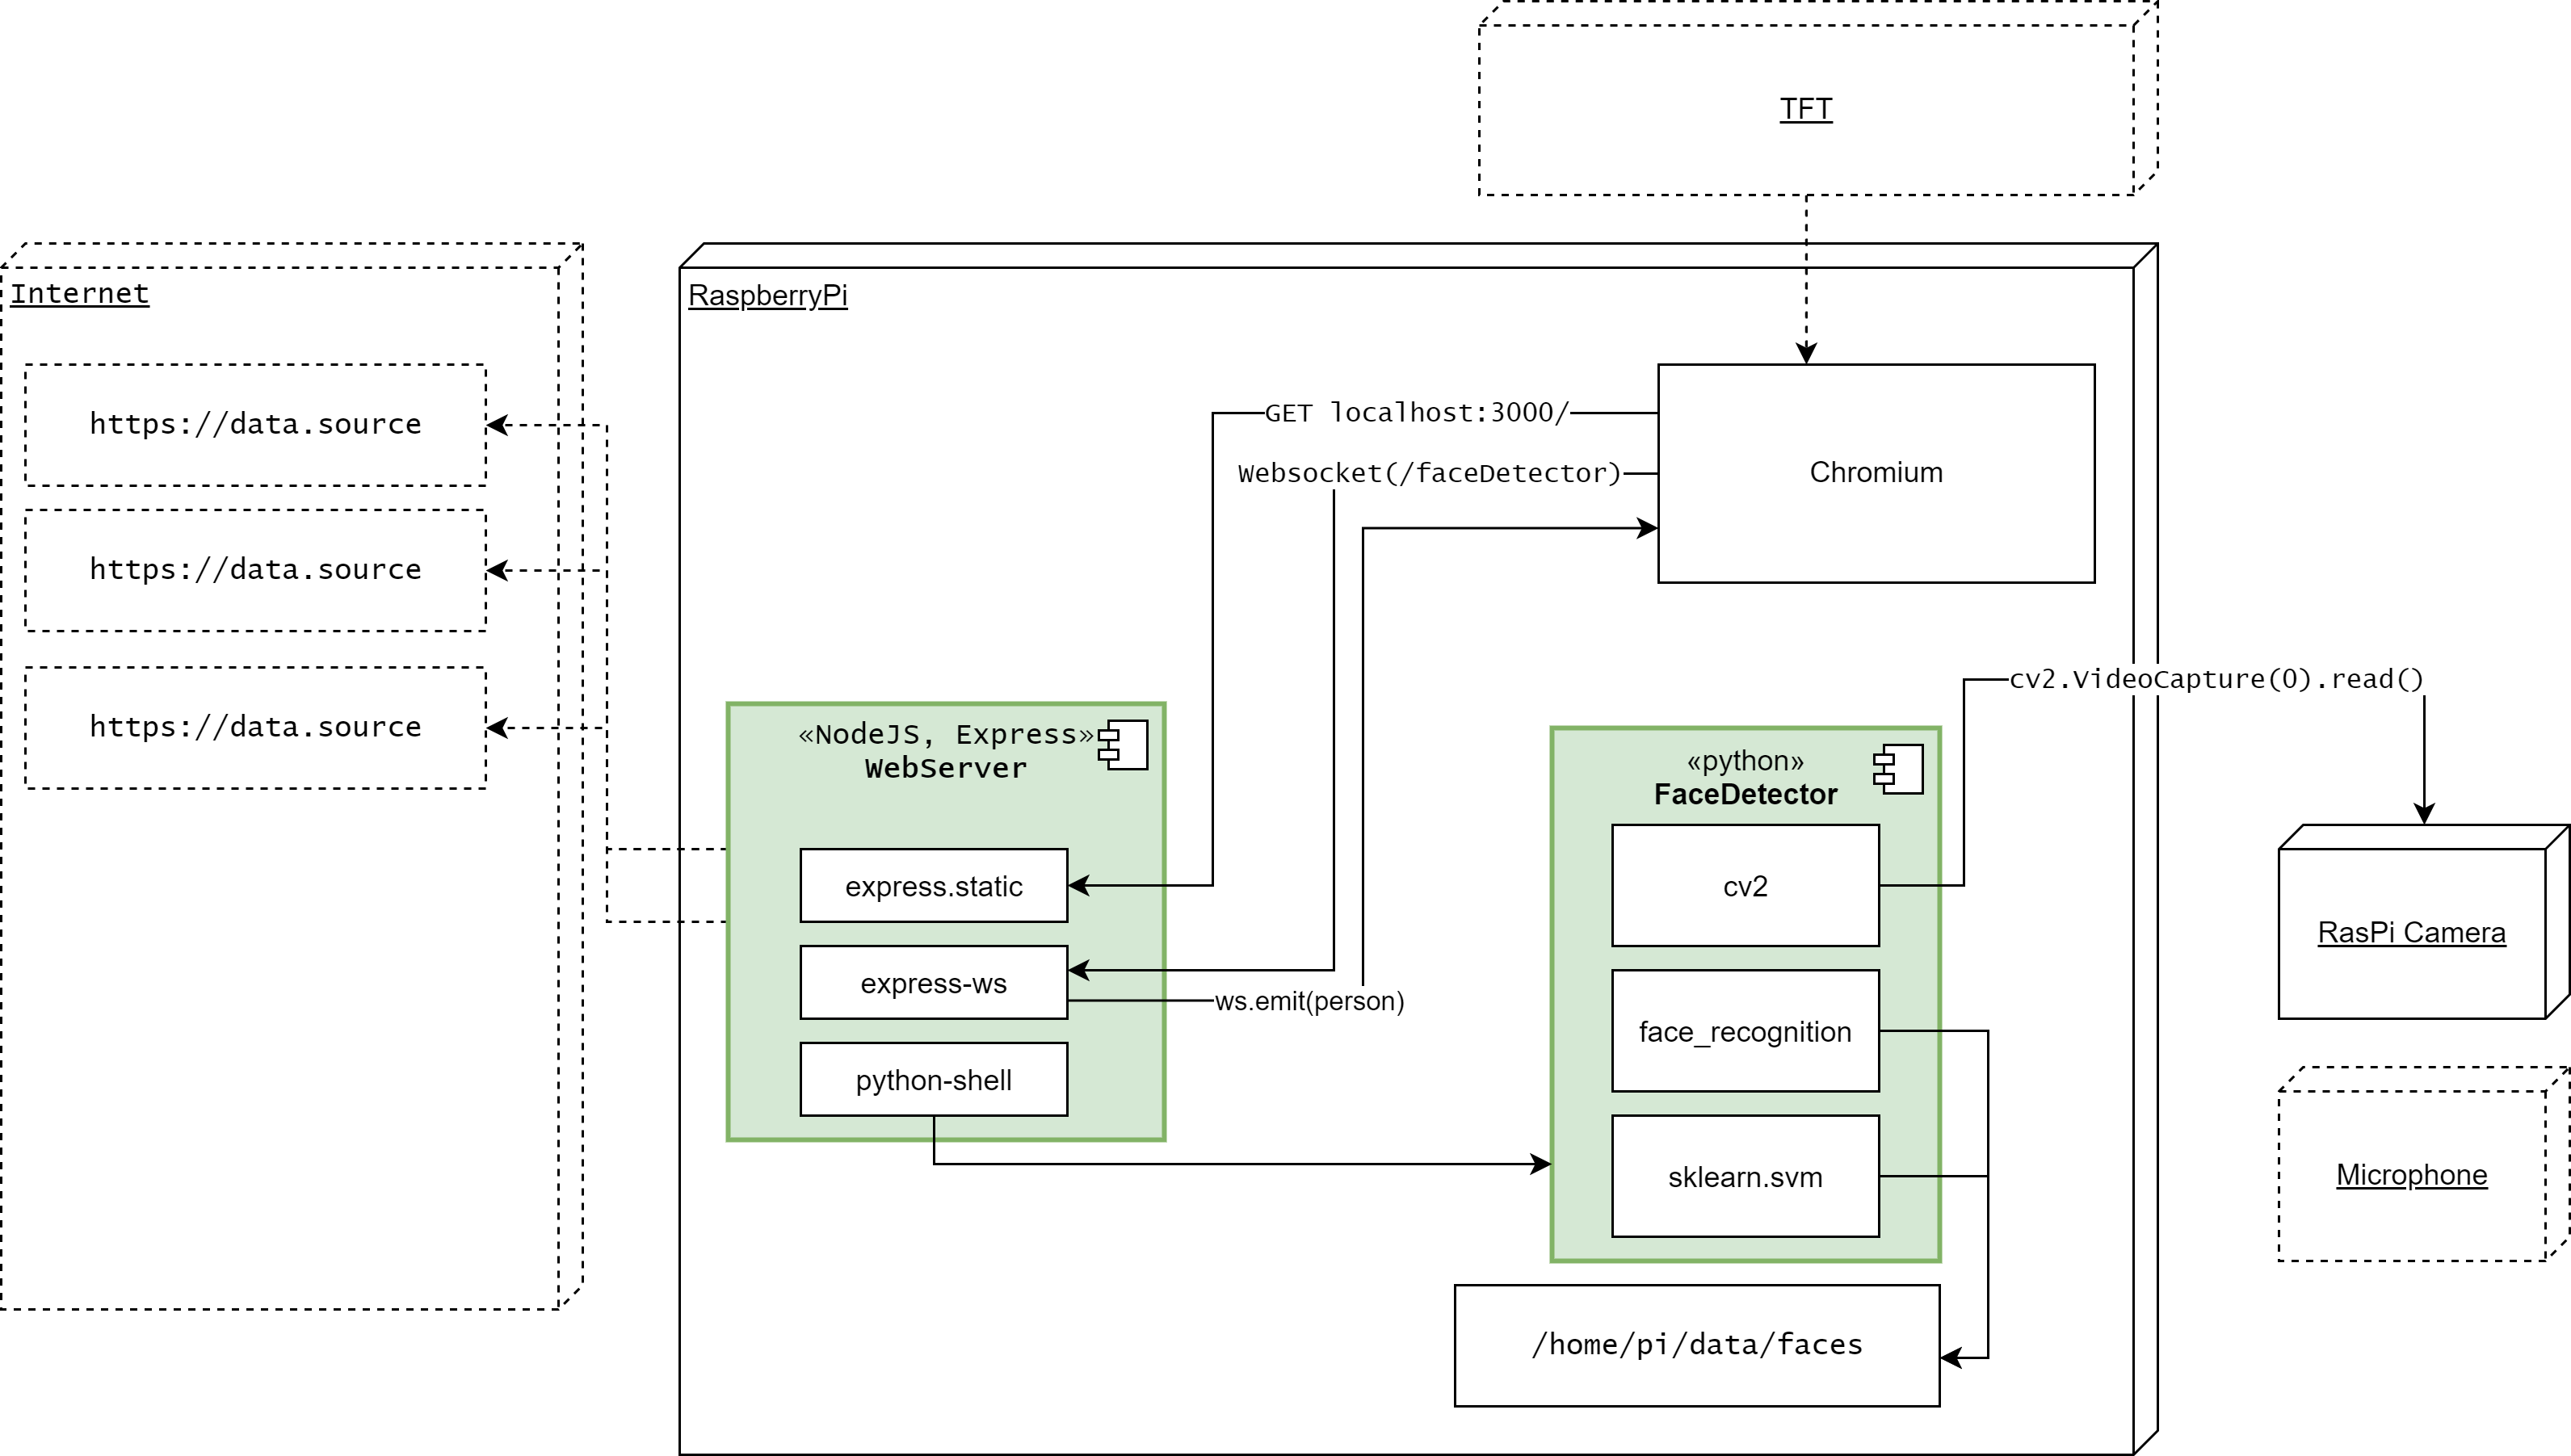 TFT
Internet
RaspberryPi
https://data.source
GET localhost:3000/
Websocket(/faceDetector)
Chromium
https://data.source
https://data.source
cv2.VideoCapture(0).read()
«NodeJS, Express»
WebServer
«python»
FaceDetector
express.static
cv2
RasPi Camera
express-ws
ws.emit(person)
face_recognition
python-shell
sklearn.svm
Microphone
/home/pi/data/faces